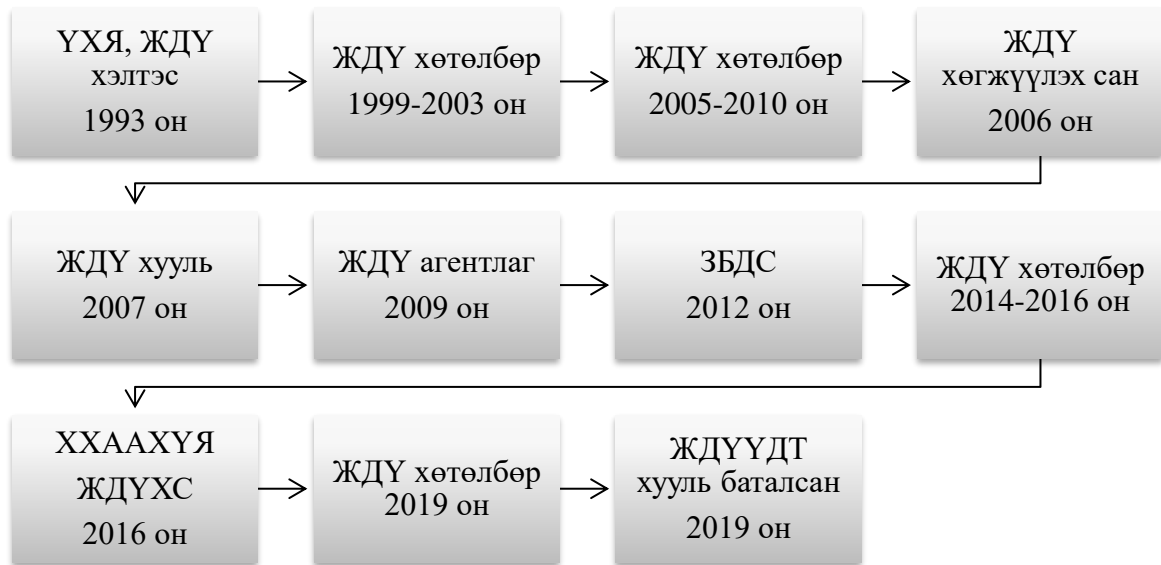 ҮХЯ, ЖДҮ
хэлтэс
1993 он
ЖДҮ хөтөлбөр
1999-2003 он
ЖДҮ хөтөлбөр
2005-2010 он
ЖДҮ
хөгжүүлэх сан
2006 он
ЖДҮ хууль
2007 он
ЖДҮ агентлаг
2009 он
ЗБДС
2012 он
ЖДҮ хөтөлбөр
2014-2016 он
ХХААХҮЯ
ЖДҮХС
2016 он
ЖДҮ хөтөлбөр
2019 он
ЖДҮҮДТ
хууль баталсан
2019 он